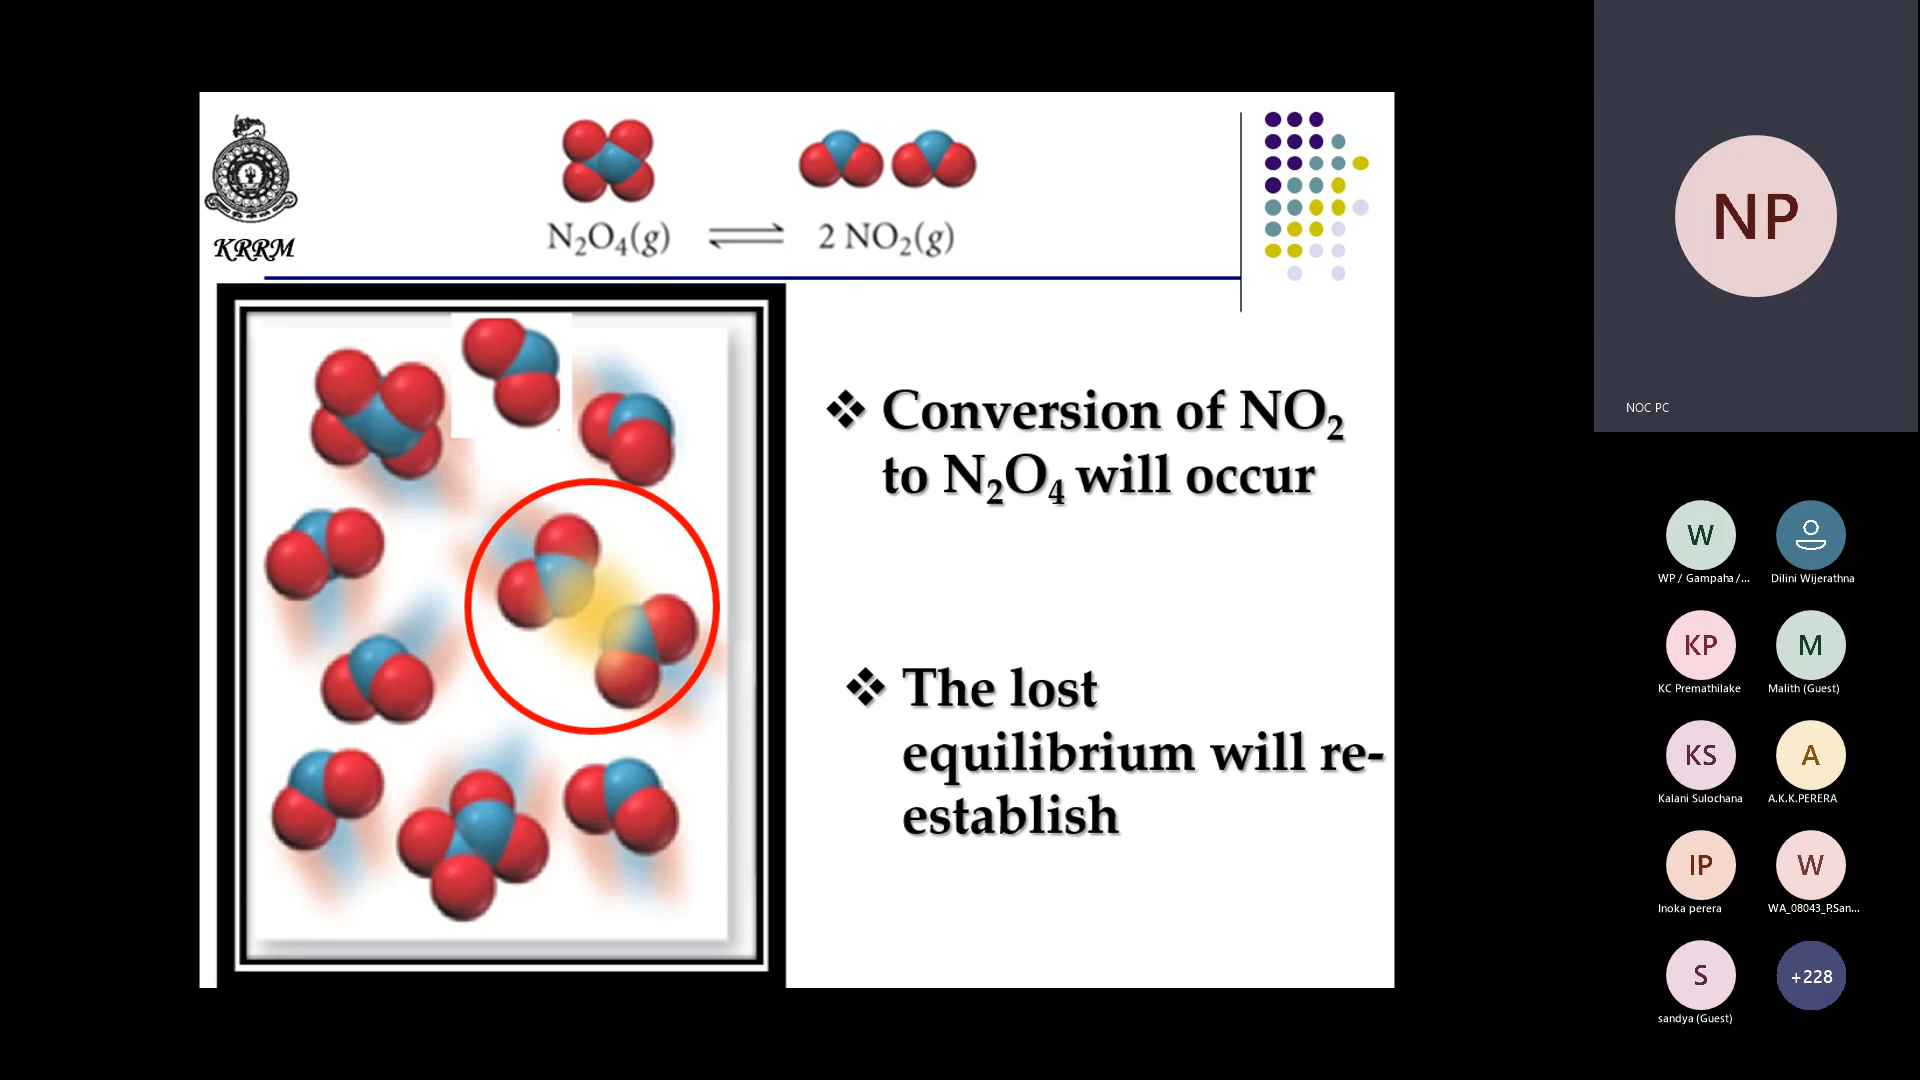 KRRM
N₂O₄(g) ⇌ 2 NO₂(g)
❖ Conversion of NO₂
to N₂O₄ will occur
❖ The lost
equilibrium will re-
establish
NP
NOC PC
W
WP / Gampaha /...
Dilini Wijerathna
KP
KC Premathilake
M
Malith (Guest)
KS
Kalani Sulochana
A
A.K.K.PERERA
IP
Inoka perera
W
WA_08043_P.San...
S
sandya (Guest)
+228